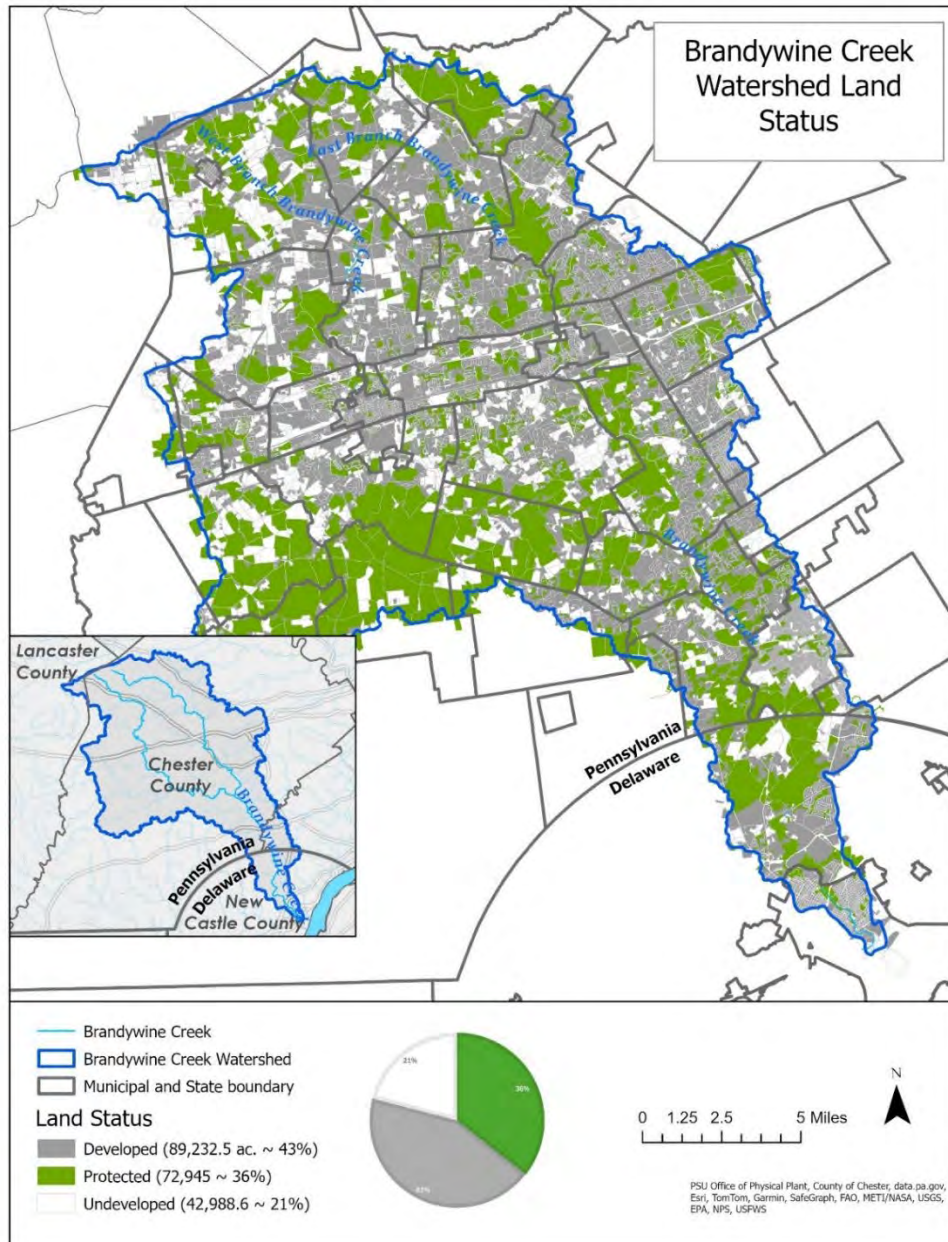 Brandywine Creek
Watershed Land
Status
West Branch Brandywine Creek
East Branch Brandywine Creek
Brandywine Creek
Pennsylvania
Delaware
Lancaster
County
Chester
County
Brandywine Creek
Pennsylvania
Delaware
New
Castle County
Brandywine Creek
Brandywine Creek Watershed
Municipal and State boundary
Land Status
Developed (89,232.5 ac. ~ 43%)
Protected (72,945 ~ 36%)
Undeveloped (42,988.6 ~ 21%)
21%
36%
43%
0 1.25 2.5 5 Miles
N
PSU Office of Physical Plant, County of Chester, data.pa.gov,
Esri, TomTom, Garmin, SafeGraph, FAO, METI/NASA, USGS,
EPA, NPS, USFWS